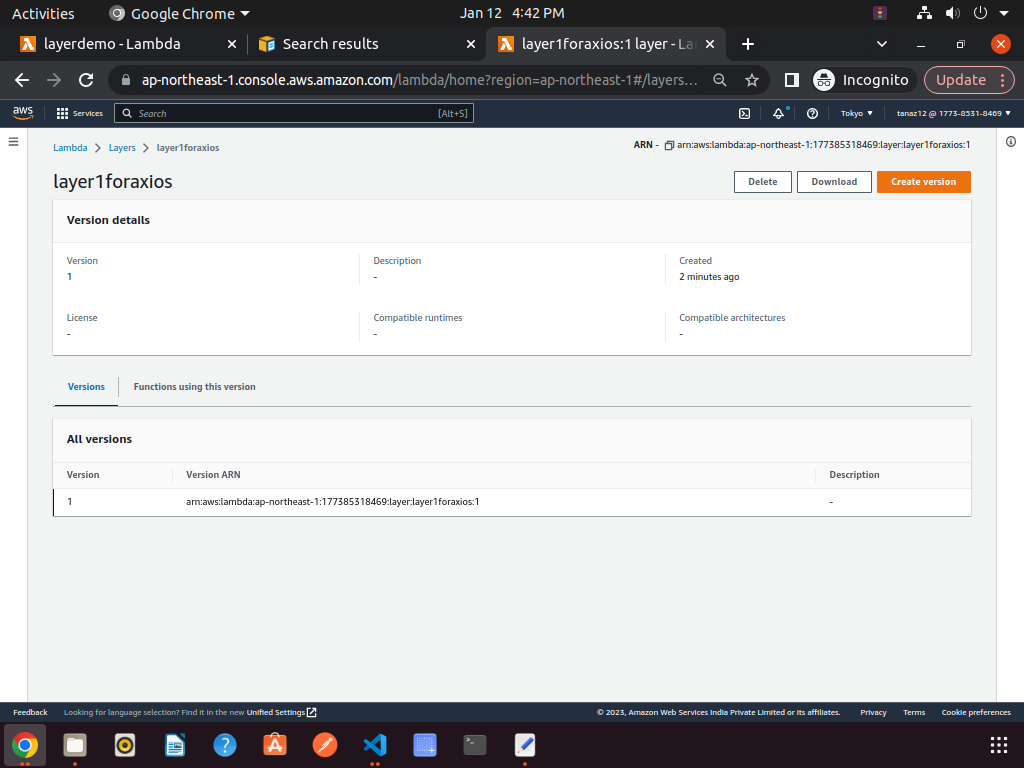 Activities Google Chrome Jan 12 4:42 PM
layerdemo - Lambda Search results layer1foraxios:1 layer - La
ap-northeast-1.console.aws.amazon.com/lambda/home?region=ap-northeast-1#/layers... Incognito Update
aws Services Search [Alt+S] Tokyo tanaz12 @ 1773-8531-8469
Lambda Layers layer1foraxios ARN - arn:aws:lambda:ap-northeast-1:177385318469:layer:layer1foraxios:1
layer1foraxios Delete Download Create version
Version details
Version Description Created
1 - 2 minutes ago
License Compatible runtimes Compatible architectures
- - -
Versions Functions using this version
All versions
Version Version ARN Description
1 arn:aws:lambda:ap-northeast-1:177385318469:layer:layer1foraxios:1 -
Feedback Looking for language selection? Find it in the new Unified Settings © 2023, Amazon Web Services India Private Limited or its affiliates. Privacy Terms Cookie preferences